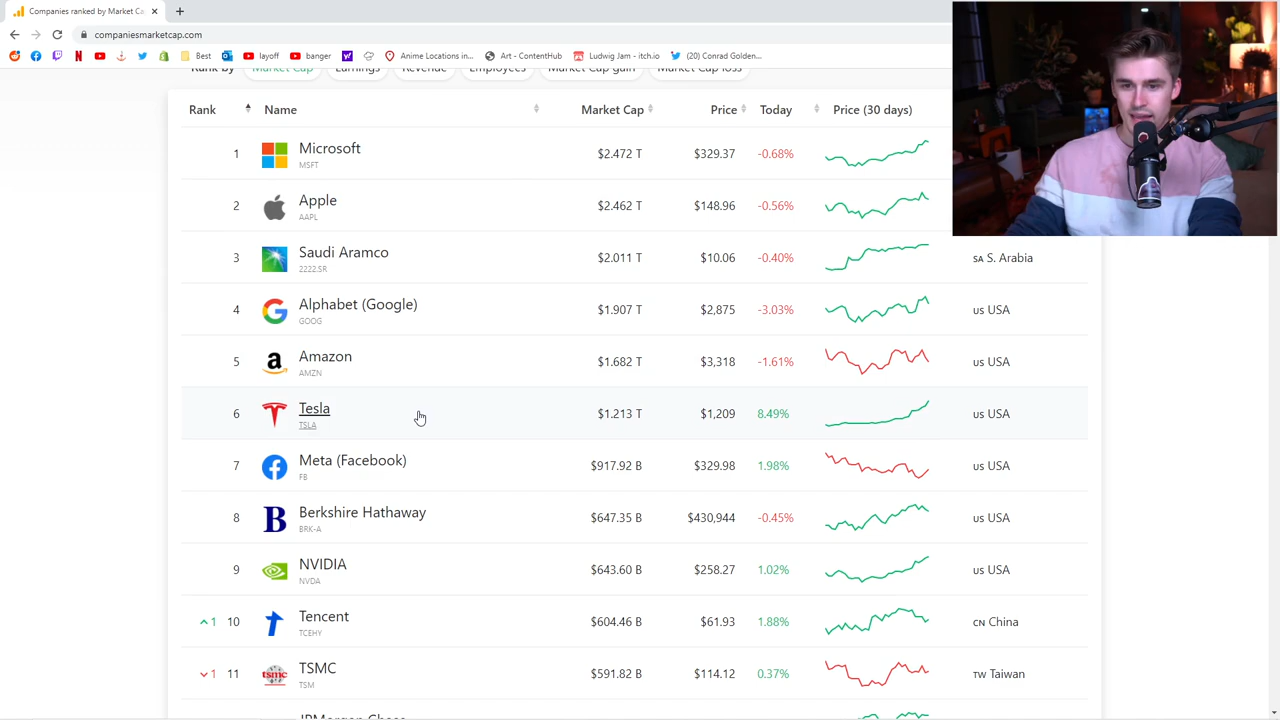 Companies ranked by Market Ca
companiesmarketcap.com
Best
layoff
banger
Anime Locations in...
Art - ContentHub
Ludwig Jam - itch.io
(20) Conrad Golden...
Rank by Market Cap Earnings Revenue Employees Market Cap gain Market Cap loss
Rank Name Market Cap Price Today Price (30 days)
1 Microsoft $2.472 T $329.37 -0.68%
MSFT
2 Apple $2.462 T $148.96 -0.56%
AAPL
3 Saudi Aramco $2.011 T $10.06 -0.40% SA S. Arabia
2222.SR
4 Alphabet (Google) $1.907 T $2,875 -3.03% us USA
GOOG
5 Amazon $1.682 T $3,318 -1.61% us USA
AMZN
6 Tesla $1.213 T $1,209 8.49% us USA
TSLA
7 Meta (Facebook) $917.92 B $329.98 1.98% us USA
FB
8 Berkshire Hathaway $647.35 B $430,944 -0.45% us USA
BRK-A
9 NVIDIA $643.60 B $258.27 1.02% us USA
NVDA
1 10 Tencent $604.46 B $61.93 1.88% CN China
TCEHY
1 11 TSMC $591.82 B $114.12 0.37% TW Taiwan
TSM
JPMorgan Chase